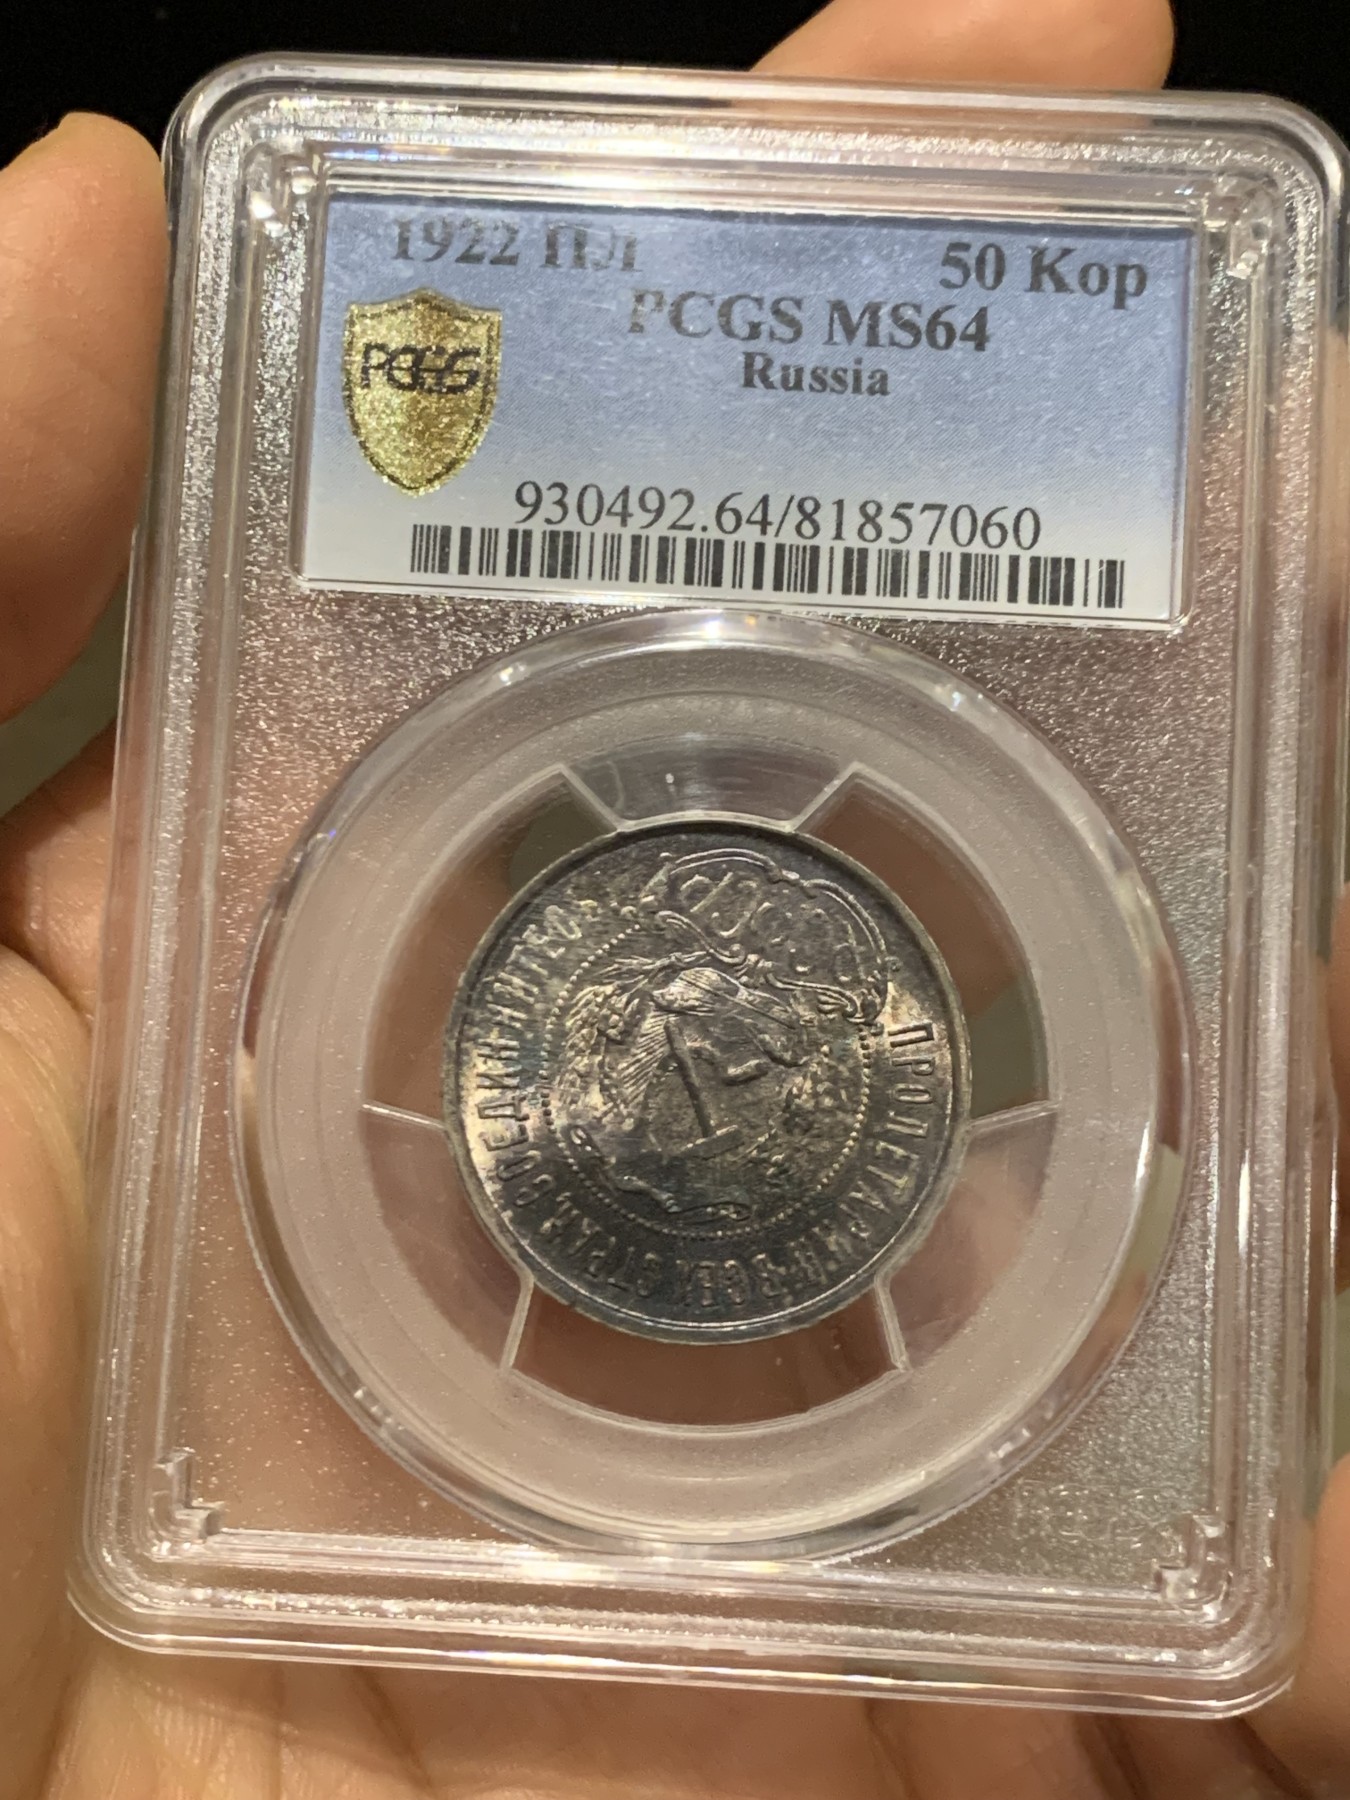 1922 ПЛ 50 Kop
PCGS MS64
Russia
PCGS
930492.64/81857060
ПРОЛЕТАРИИ ВСЕХ СТРАН, СОЕДИНЯЙТЕСЬ!
Р.С.Ф.С.Р.